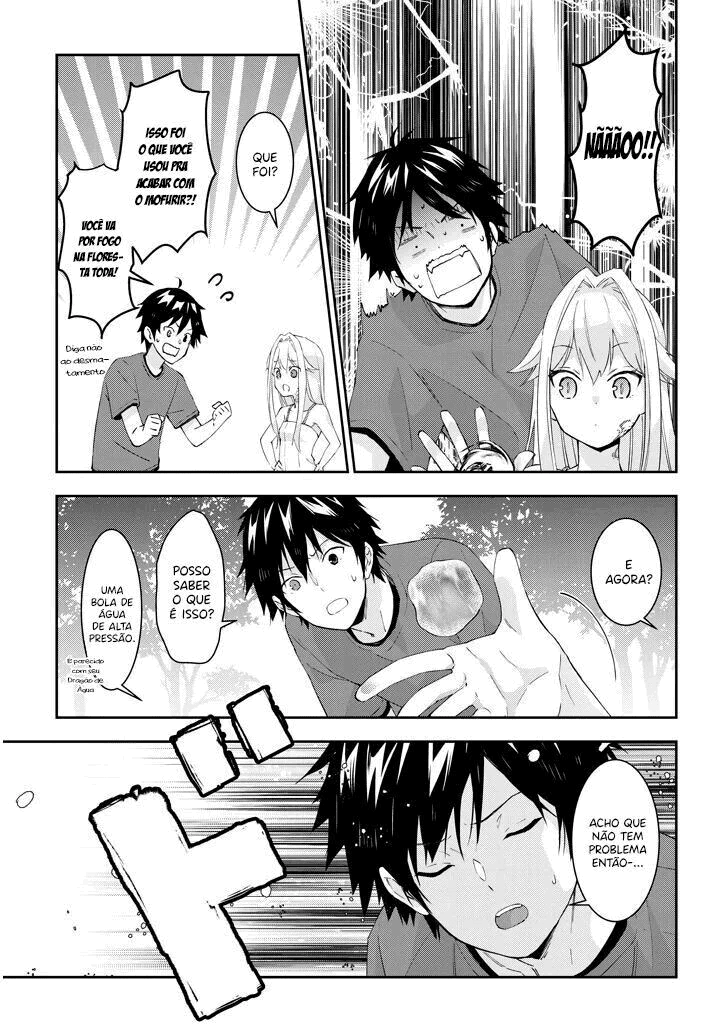 NÃÃÃOO!!
QUE
FOI?
ISSO FOI
O QUE VOCÊ
USOU PRA
ACABAR COM
O MOFURIR?!
VOCÊ VA
POR FOGO
NA FLORES-
TA TODA!
Diga não
ao desma-
tamento
E
AGORA?
POSSO
SABER
O QUE
É ISSO?
UMA
BOLA DE
ÁGUA
DE ALTA
PRESSÃO.
E parecido
com seu
Dragão de
Água
ACHO QUE
NÃO TEM
PROBLEMA
ENTÃO-...
ド